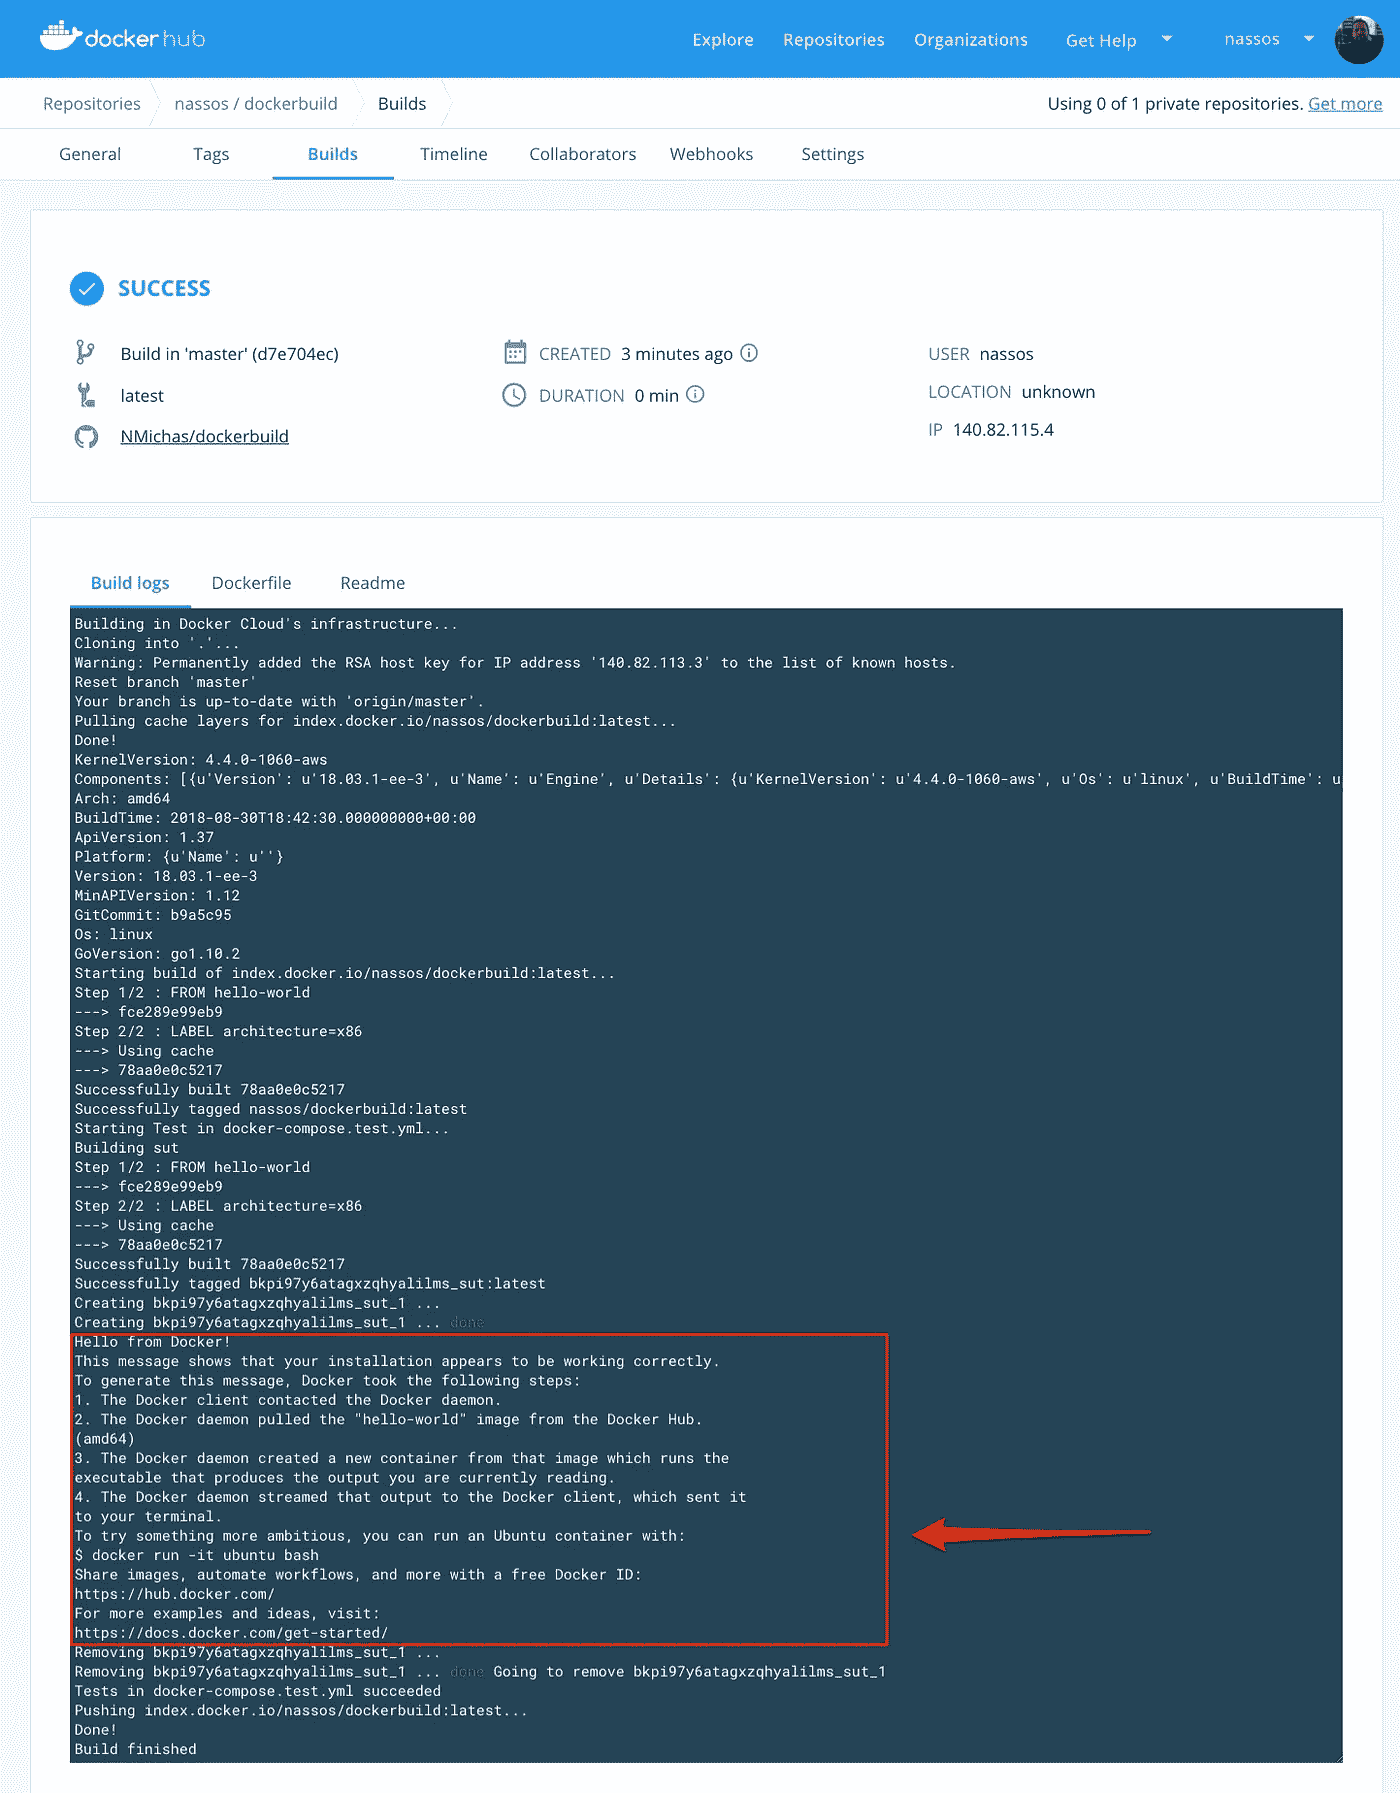 docker hub
Explore Repositories Organizations Get Help nassos
Repositories nassos / dockerbuild Builds Using 0 of 1 private repositories. Get more
General Tags Builds Timeline Collaborators Webhooks Settings
SUCCESS
Build in 'master' (d7e704ec) CREATED 3 minutes ago USER nassos
latest DURATION 0 min LOCATION unknown
NMichas/dockerbuild IP 140.82.115.4
Build logs Dockerfile Readme
Building in Docker Cloud's infrastructure...
Cloning into '.'...
Warning: Permanently added the RSA host key for IP address '140.82.113.3' to the list of known hosts.
Reset branch 'master'
Your branch is up-to-date with 'origin/master'.
Pulling cache layers for index.docker.io/nassos/dockerbuild:latest...
Done!
KernelVersion: 4.4.0-1060-aws
Components: [{u'Version': u'18.03.1-ee-3', u'Name': u'Engine', u'Details': {u'KernelVersion': u'4.4.0-1060-aws', u'Os': u'linux', u'BuildTime': u
Arch: amd64
BuildTime: 2018-08-30T18:42:30.000000000+00:00
ApiVersion: 1.37
Platform: {u'Name': u''}
Version: 18.03.1-ee-3
MinAPIVersion: 1.12
GitCommit: b9a5c95
Os: linux
GoVersion: go1.10.2
Starting build of index.docker.io/nassos/dockerbuild:latest...
Step 1/2 : FROM hello-world
---> fce289e99eb9
Step 2/2 : LABEL architecture=x86
---> Using cache
---> 78aa0e0c5217
Successfully built 78aa0e0c5217
Successfully tagged nassos/dockerbuild:latest
Starting Test in docker-compose.test.yml...
Building sut
Step 1/2 : FROM hello-world
---> fce289e99eb9
Step 2/2 : LABEL architecture=x86
---> Using cache
---> 78aa0e0c5217
Successfully built 78aa0e0c5217
Successfully tagged bkpi97y6atagxzqhyalilms_sut:latest
Creating bkpi97y6atagxzqhyalilms_sut_1 ...
Creating bkpi97y6atagxzqhyalilms_sut_1 ... done
Hello from Docker!
This message shows that your installation appears to be working correctly.
To generate this message, Docker took the following steps:
1. The Docker client contacted the Docker daemon.
2. The Docker daemon pulled the "hello-world" image from the Docker Hub.
(amd64)
3. The Docker daemon created a new container from that image which runs the
executable that produces the output you are currently reading.
4. The Docker daemon streamed that output to the Docker client, which sent it
to your terminal.
To try something more ambitious, you can run an Ubuntu container with:
$ docker run -it ubuntu bash
Share images, automate workflows, and more with a free Docker ID:
https://hub.docker.com/
For more examples and ideas, visit:
https://docs.docker.com/get-started/
Removing bkpi97y6atagxzqhyalilms_sut_1 ...
Removing bkpi97y6atagxzqhyalilms_sut_1 ... done Going to remove bkpi97y6atagxzqhyalilms_sut_1
Tests in docker-compose.test.yml succeeded
Pushing index.docker.io/nassos/dockerbuild:latest...
Done!
Build finished